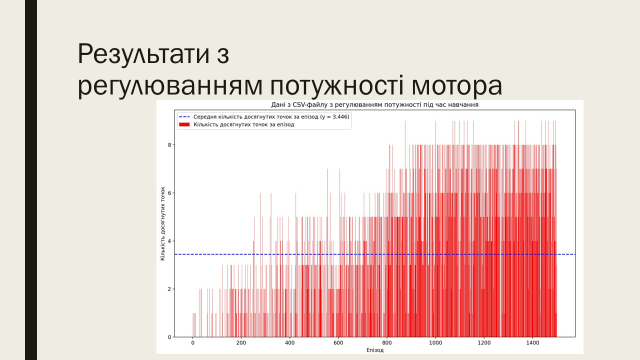 Результати з
регулюванням потужності мотора
Дані з CSV-файлу з регулюванням потужності під час навчання
Середня кількість досягнутих точок за епізод (y = 3.446)
Кількість досягнутих точок за епізод
Кількість досягнутих точок
8
6
4
2
0
0 200 400 600 800 1000 1200 1400
Епізод